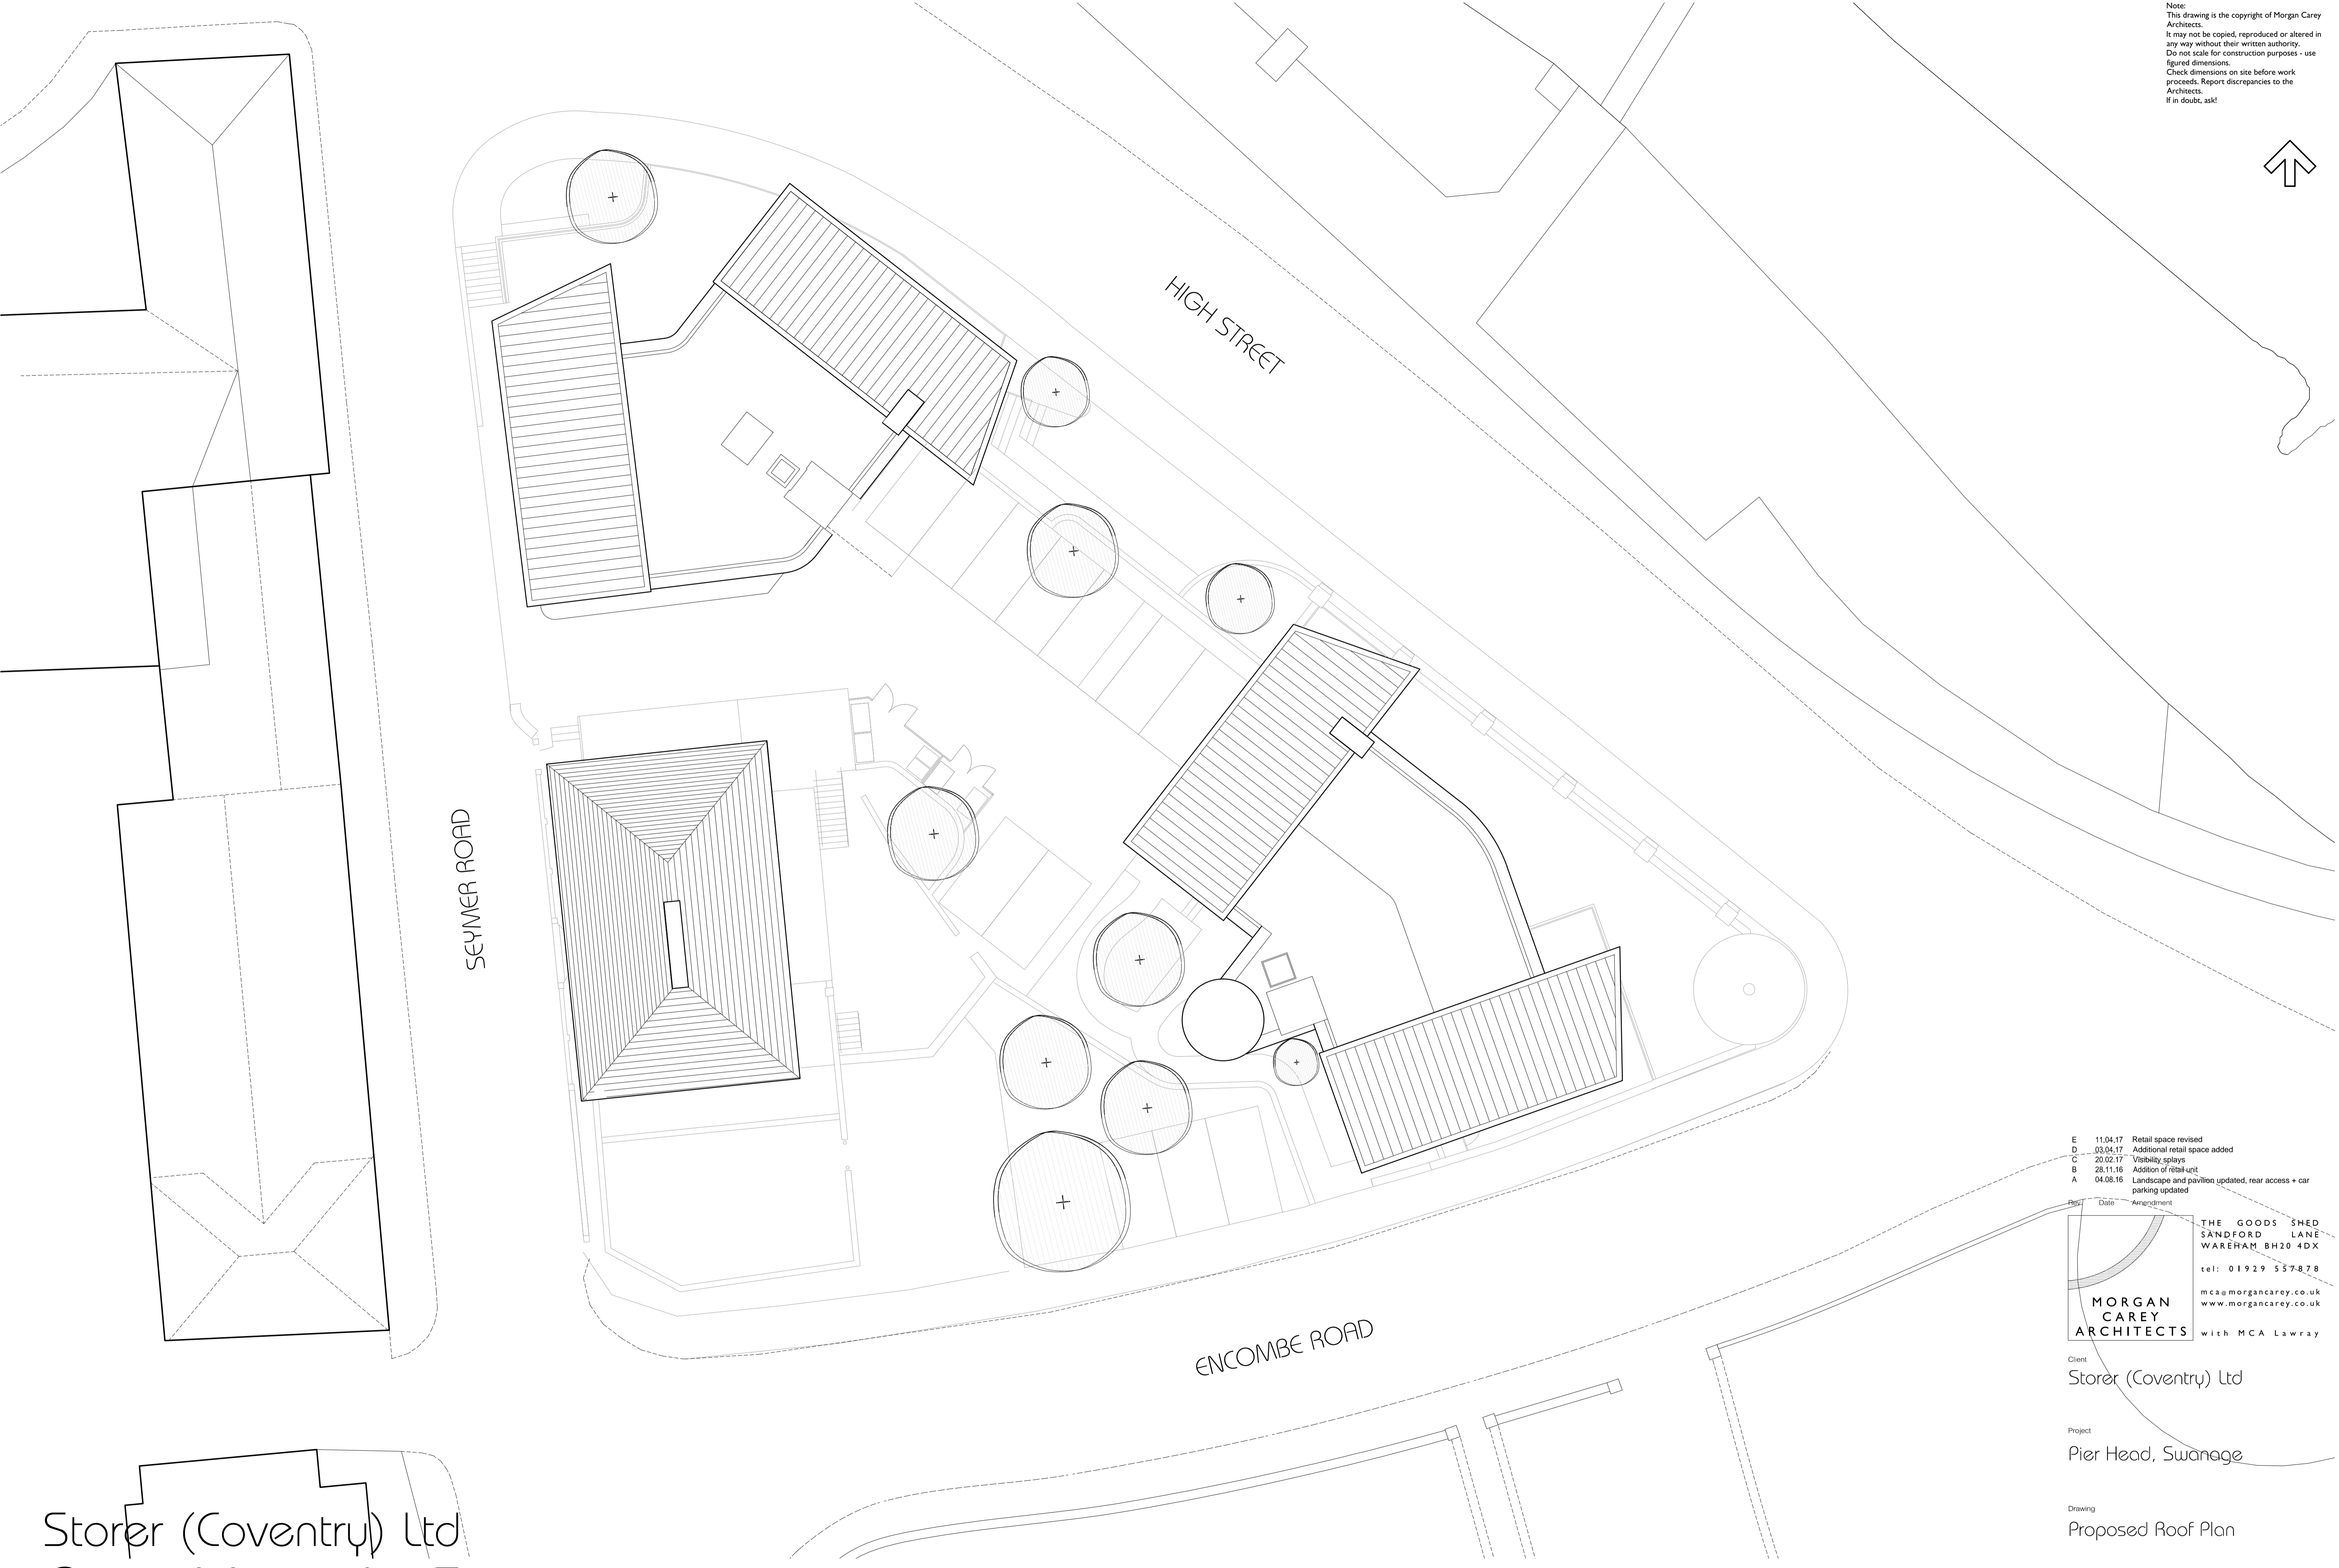 Note:
This drawing is the copyright of Morgan Carey
Architects.
It may not be copied, reproduced or altered in
any way without their written authority.
Do not scale for construction purposes - use
figured dimensions.
Check dimensions on site before work
proceeds. Report discrepancies to the
Architects.
If in doubt, ask!
HIGH STREET
SEYMER ROAD
ENCOMBE ROAD
E 11.04.17 Retail space revised
D 03.04.17 Additional retail space added
C 20.02.17 Visibility splays
B 28.11.16 Addition of retail unit
A 04.08.16 Landscape and pavilion updated, rear access + car
parking updated
Rev Date Amendment
THE GOODS SHED
SANDFORD LANE
WAREHAM BH20 4DX
tel: 01929 557878
mca@morgancarey.co.uk
www.morgancarey.co.uk
with MCA Lawray
MORGAN
CAREY
ARCHITECTS
Client
Storer (Coventry) Ltd
Project
Pier Head, Swanage
Drawing
Proposed Roof Plan
Storer (Coventry) Ltd